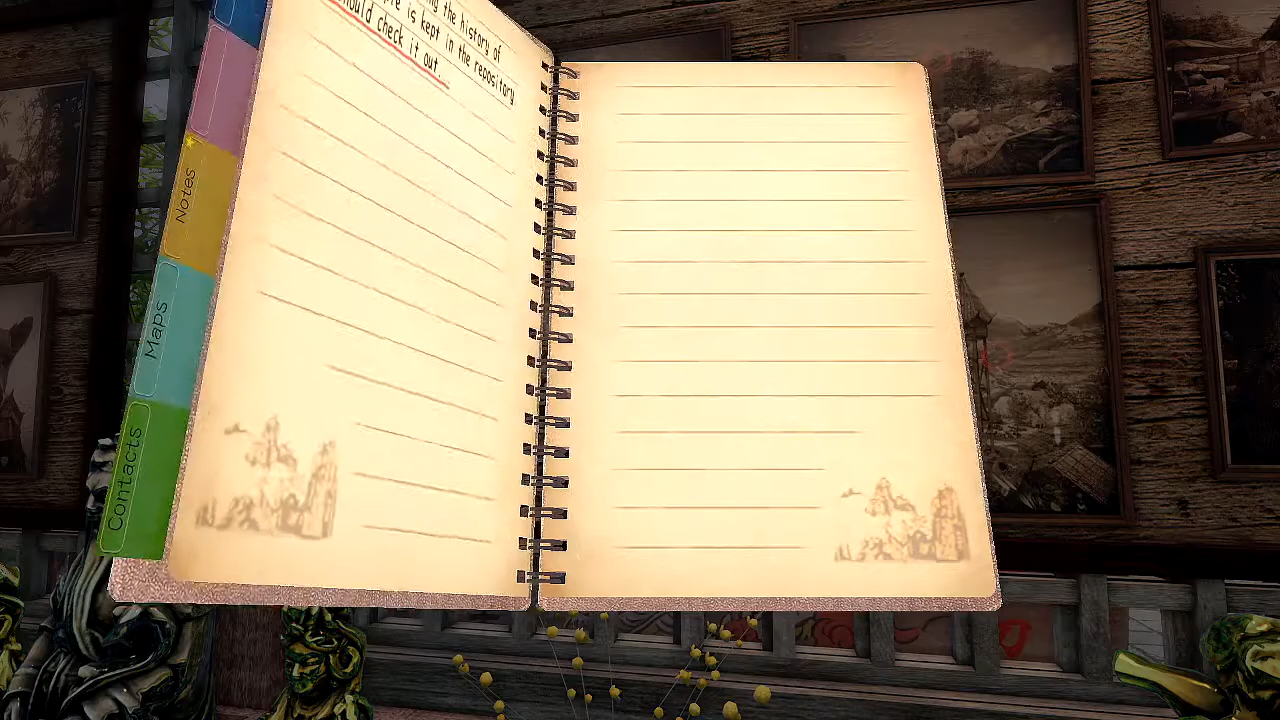 the history of
is kept in the repository
should check it out...
Notes
Maps
Contacts